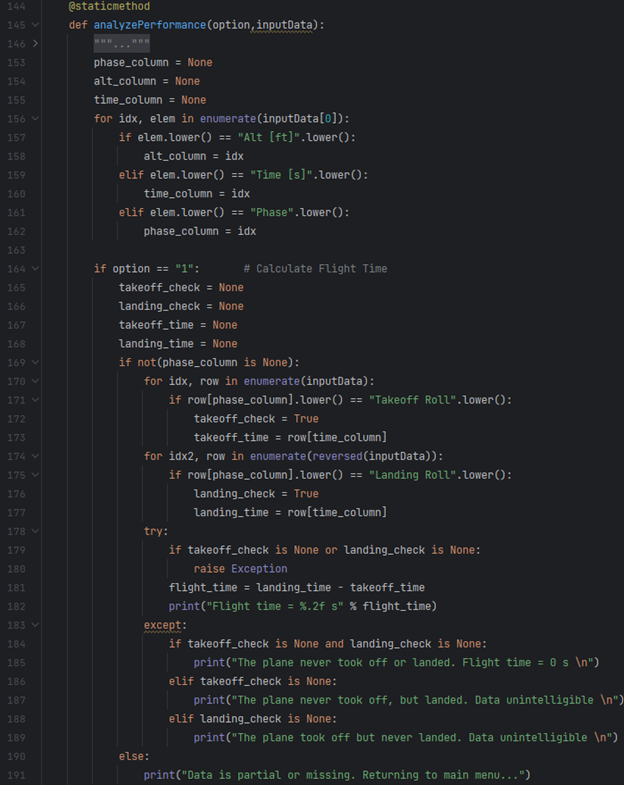 144 @staticmethod
145 def analyzePerformance(option,inputData):
146 """..."""
153 phase_column = None
154 alt_column = None
155 time_column = None
156 for idx, elem in enumerate(inputData[0]):
157 if elem.lower() == "Alt [ft]".lower():
158 alt_column = idx
159 elif elem.lower() == "Time [s]".lower():
160 time_column = idx
161 elif elem.lower() == "Phase".lower():
162 phase_column = idx
163
164 if option == "1": # Calculate Flight Time
165 takeoff_check = None
166 landing_check = None
167 takeoff_time = None
168 landing_time = None
169 if not(phase_column is None):
170 for idx, row in enumerate(inputData):
171 if row[phase_column].lower() == "Takeoff Roll".lower():
172 takeoff_check = True
173 takeoff_time = row[time_column]
174 for idx2, row in enumerate(reversed(inputData)):
175 if row[phase_column].lower() == "Landing Roll".lower():
176 landing_check = True
177 landing_time = row[time_column]
178 try:
179 if takeoff_check is None or landing_check is None:
180 raise Exception
181 flight_time = landing_time - takeoff_time
182 print("Flight time = %.2f s" % flight_time)
183 except:
184 if takeoff_check is None and landing_check is None:
185 print("The plane never took off or landed. Flight time = 0 s \n")
186 elif takeoff_check is None:
187 print("The plane never took off, but landed. Data unintelligible \n")
188 elif landing_check is None:
189 print("The plane took off but never landed. Data unintelligible \n")
190 else:
191 print("Data is partial or missing. Returning to main menu...")